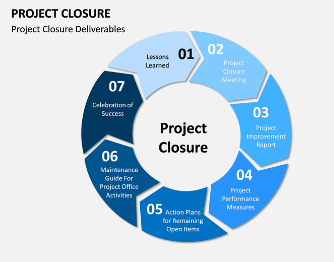 PROJECT CLOSURE
Project Closure Deliverables
Lessons
Learned
01
02
Project
Closure
Meeting
03
Project
Improvement
Report
04
Project
Performance
Measures
05
Action Plans
for Remaining
Open Items
06
Maintenance
Guide For
Project Office
Activities
07
Celebration of
Success
Project
Closure